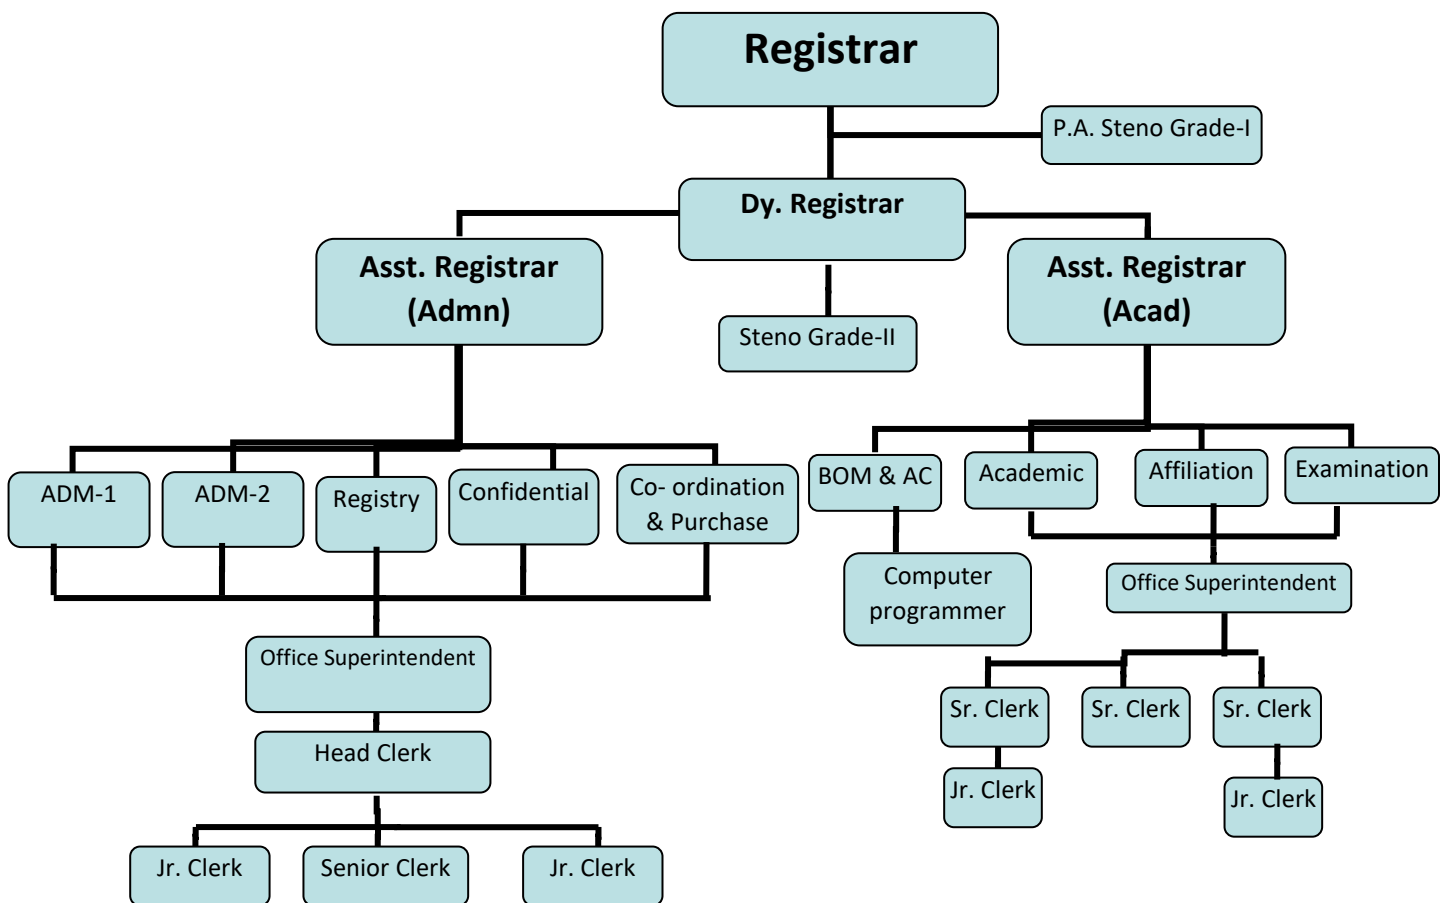 Registrar
P.A. Steno Grade-I
Dy. Registrar
Asst. Registrar
(Admn)
Asst. Registrar
(Acad)
Steno Grade-II
ADM-1
ADM-2
Registry
Confidential
Co- ordination
& Purchase
BOM & AC
Academic
Affiliation
Examination
Computer
programmer
Office Superintendent
Office Superintendent
Head Clerk
Sr. Clerk
Sr. Clerk
Sr. Clerk
Jr. Clerk
Jr. Clerk
Jr. Clerk
Senior Clerk
Jr. Clerk